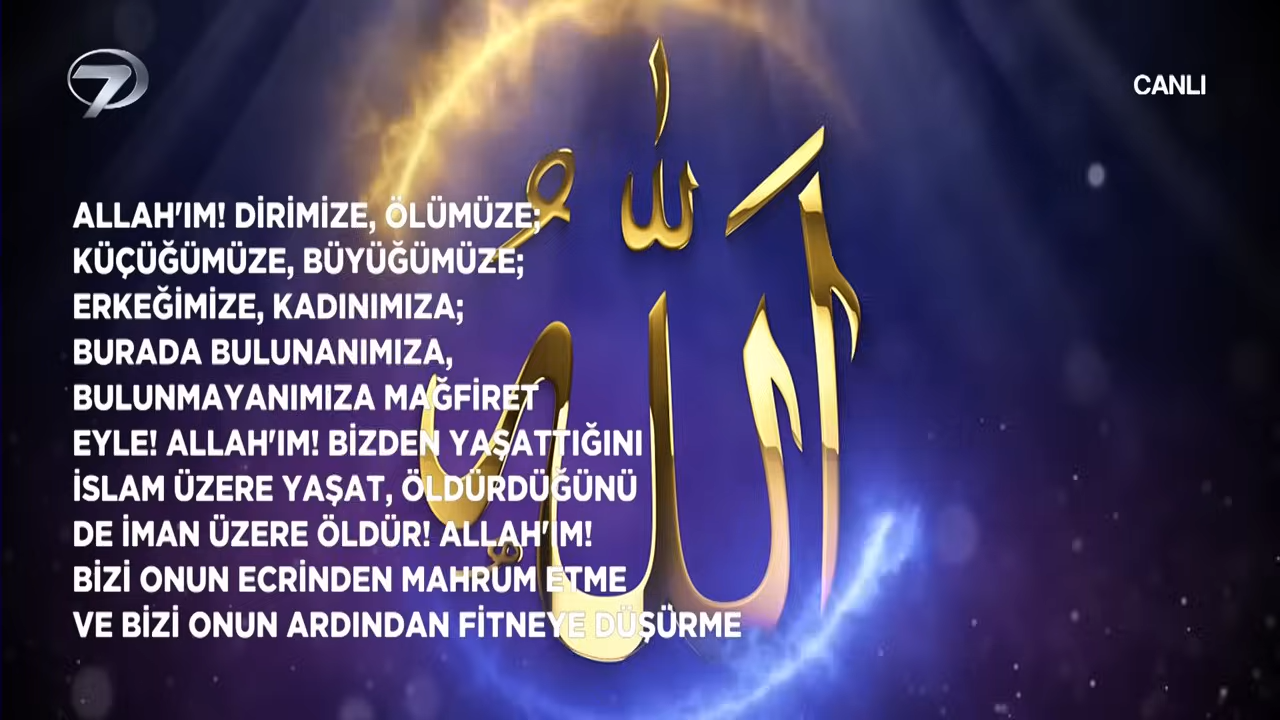 7
CANLI
ALLAH'IM! DİRİMİZE, ÖLÜMÜZE;
KÜÇÜĞÜMÜZE, BÜYÜĞÜMÜZE;
ERKEĞİMİZE, KADINIMIZA;
BURADA BULUNANIMIZA,
BULUNMAYANIMIZA MAĞFİRET
EYLE! ALLAH'IM! BİZDEN YAŞATTIĞINI
İSLAM ÜZERE YAŞAT, ÖLDÜRDÜĞÜNÜ
DE İMAN ÜZERE ÖLDÜR! ALLAH'IM!
BİZİ ONUN ECRİNDEN MAHRUM ETME
VE BİZİ ONUN ARDINDAN FİTNEYE DÜŞÜRME
اللّٰهُ